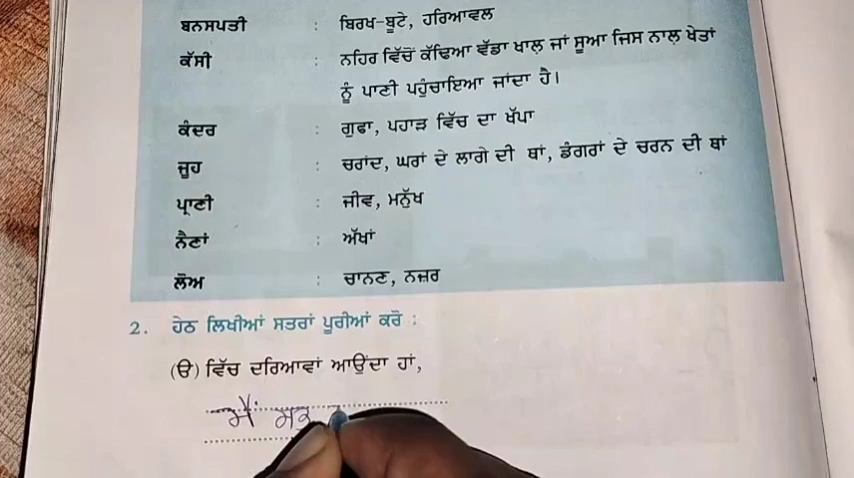 ਬਨਸਪਤੀ : ਬਿਰਖ-ਬੂਟੇ, ਹਰਿਆਵਲ
ਕੱਸੀ : ਨਹਿਰ ਵਿੱਚੋਂ ਕੱਢਿਆ ਵੱਡਾ ਖਾਲ਼ ਜਾਂ ਸੂਆ ਜਿਸ ਨਾਲ਼ ਖੇਤਾਂ
ਨੂੰ ਪਾਣੀ ਪਹੁੰਚਾਇਆ ਜਾਂਦਾ ਹੈ।
ਕੰਦਰ : ਗੁਫਾ, ਪਹਾੜ ਵਿੱਚ ਦਾ ਖੱਪਾ
ਜੂਹ : ਚਰਾਂਦ, ਘਰਾਂ ਦੇ ਲਾਗੇ ਦੀ ਥਾਂ, ਡੰਗਰਾਂ ਦੇ ਚਰਨ ਦੀ ਥਾਂ
ਪ੍ਰਾਣੀ : ਜੀਵ, ਮਨੁੱਖ
ਨੈਣਾਂ : ਅੱਖਾਂ
ਲੋਅ : ਚਾਨਣ, ਨਜ਼ਰ
2. ਹੇਠ ਲਿਖੀਆਂ ਸਤਰਾਂ ਪੂਰੀਆਂ ਕਰੋ :
(ੳ) ਵਿੱਚ ਦਰਿਆਵਾਂ ਆਉਂਦਾ ਹਾਂ,
ਮੈਂ